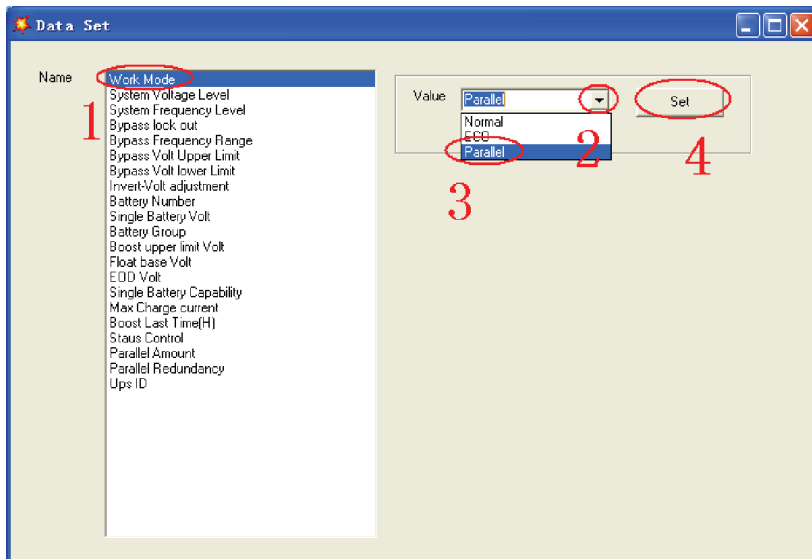 Data Set
Name
Work Mode
System Voltage Level
System Frequency Level
Bypass lock out
Bypass Frequency Range
Bypass Volt Upper Limit
Bypass Volt lower Limit
Invert-Volt adjustment
Battery Number
Single Battery Volt
Battery Group
Boost upper limit Volt
Float base Volt
EOD Volt
Single Battery Capability
Max Charge current
Boost Last Time(H)
Staus Control
Parallel Amount
Parallel Redundancy
Ups ID
1
Value
Parallel
Set
Normal
ECO
Parallel
2
3
4